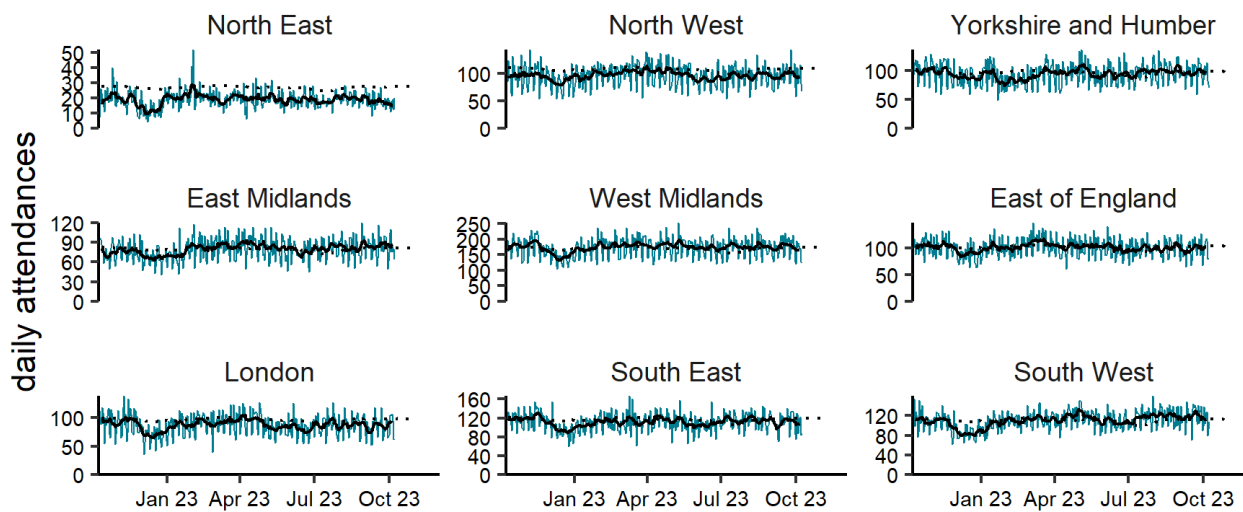 North East
North West
Yorkshire and Humber
50
40
30
20
10
0
100
50
0
100
50
0
East Midlands
West Midlands
East of England
120
90
60
30
0
250
200
150
100
50
0
100
50
0
daily attendances
London
South East
South West
100
50
0
160
120
80
40
0
120
80
40
0
Jan 23 Apr 23 Jul 23 Oct 23
Jan 23 Apr 23 Jul 23 Oct 23
Jan 23 Apr 23 Jul 23 Oct 23